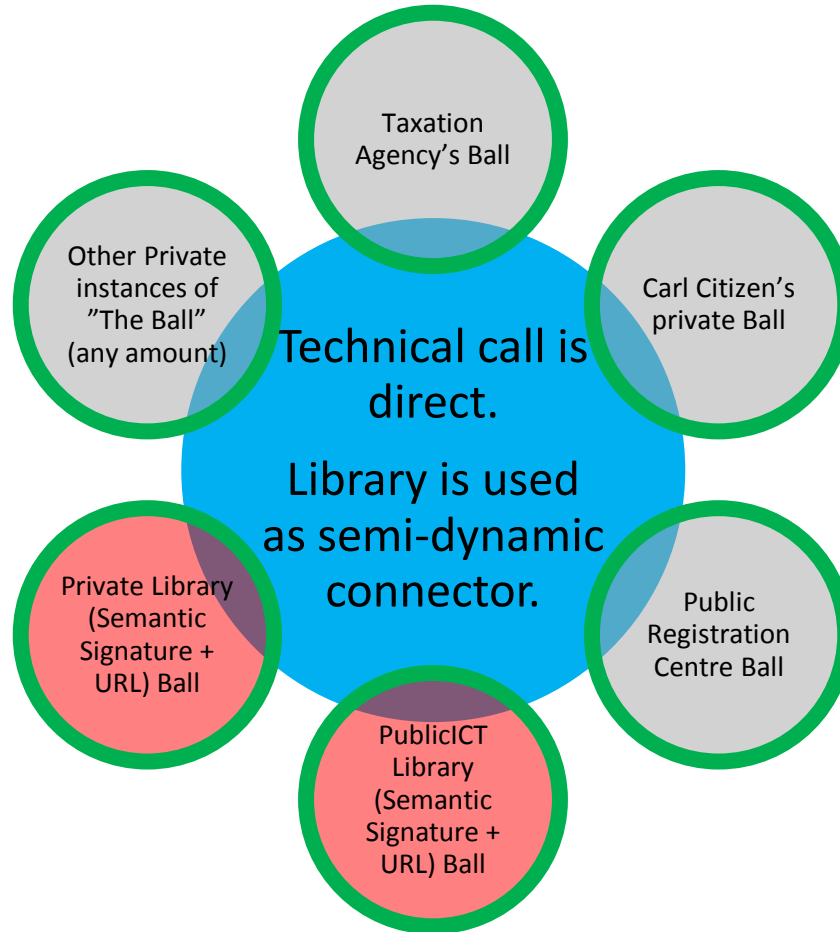 Taxation
Agency’s Ball
Other Private
instances of
”The Ball”
(any amount)
Carl Citizen’s
private Ball
Technical call is
direct.
Library is used
as semi-dynamic
connector.
Private Library
(Semantic
Signature +
URL) Ball
Public
Registration
Centre Ball
PublicICT
Library
(Semantic
Signature +
URL) Ball